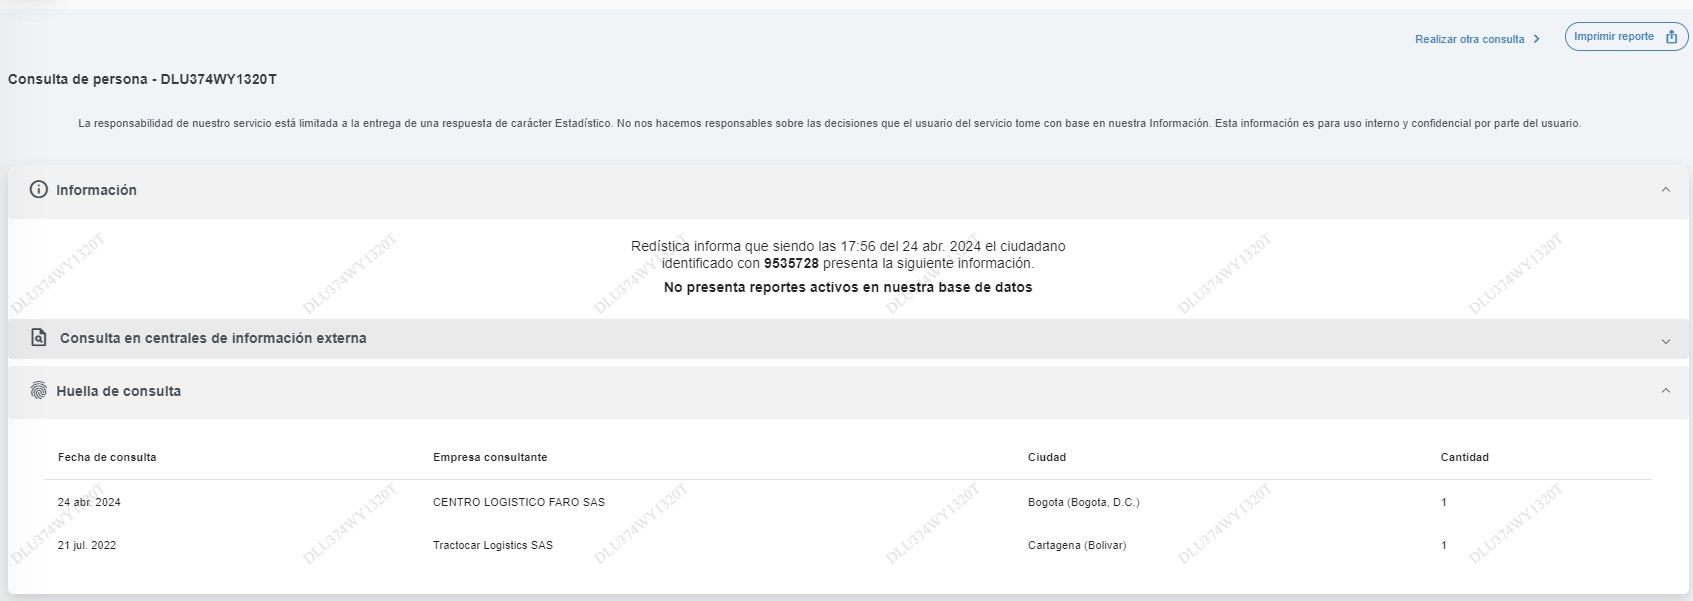 Realizar otra consulta
Imprimir reporte
Consulta de persona - DLU374WY1320T
La responsabilidad de nuestro servicio está limitada a la entrega de una respuesta de carácter Estadístico. No nos hacemos responsables sobre las decisiones que el usuario del servicio tome con base en nuestra Información. Esta información es para uso interno y confidencial por parte del usuario.
Información
Redística informa que siendo las 17:56 del 24 abr. 2024 el ciudadano
identificado con 9535728 presenta la siguiente información.
No presenta reportes activos en nuestra base de datos
DLU374WY1320T DLU374WY1320T DLU374WY1320T DLU374WY1320T DLU374WY1320T DLU374WY1320T
Consulta en centrales de información externa
Huella de consulta
Fecha de consulta Empresa consultante Ciudad Cantidad
24 abr. 2024 CENTRO LOGISTICO FARO SAS Bogota (Bogota, D.C.) 1
21 jul. 2022 Tractocar Logistics SAS Cartagena (Bolivar) 1
DLU374WY1320T DLU374WY1320T DLU374WY1320T DLU374WY1320T DLU374WY1320T DLU374WY1320T